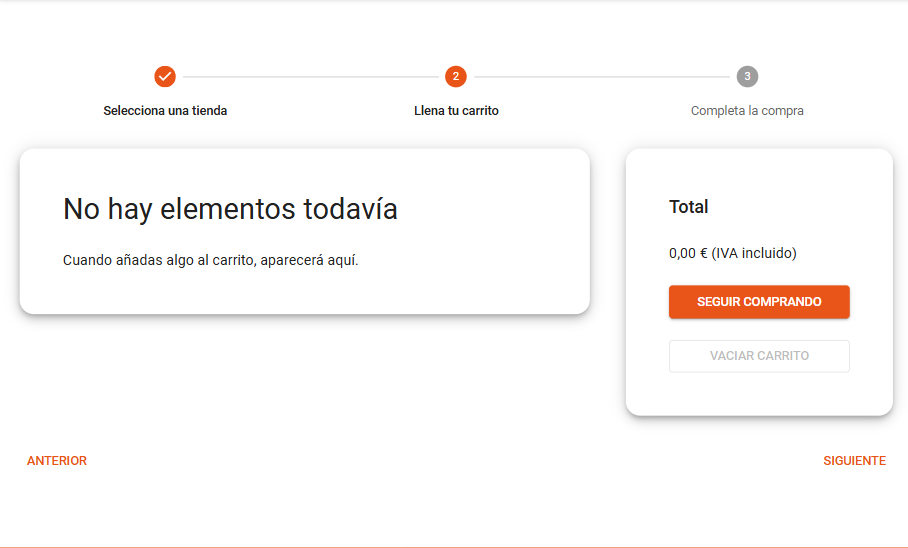 2
3
Selecciona una tienda
Llena tu carrito
Completa la compra
No hay elementos todavía
Cuando añadas algo al carrito, aparecerá aquí.
Total
0,00 € (IVA incluido)
SEGUIR COMPRANDO
VACIAR CARRITO
ANTERIOR
SIGUIENTE